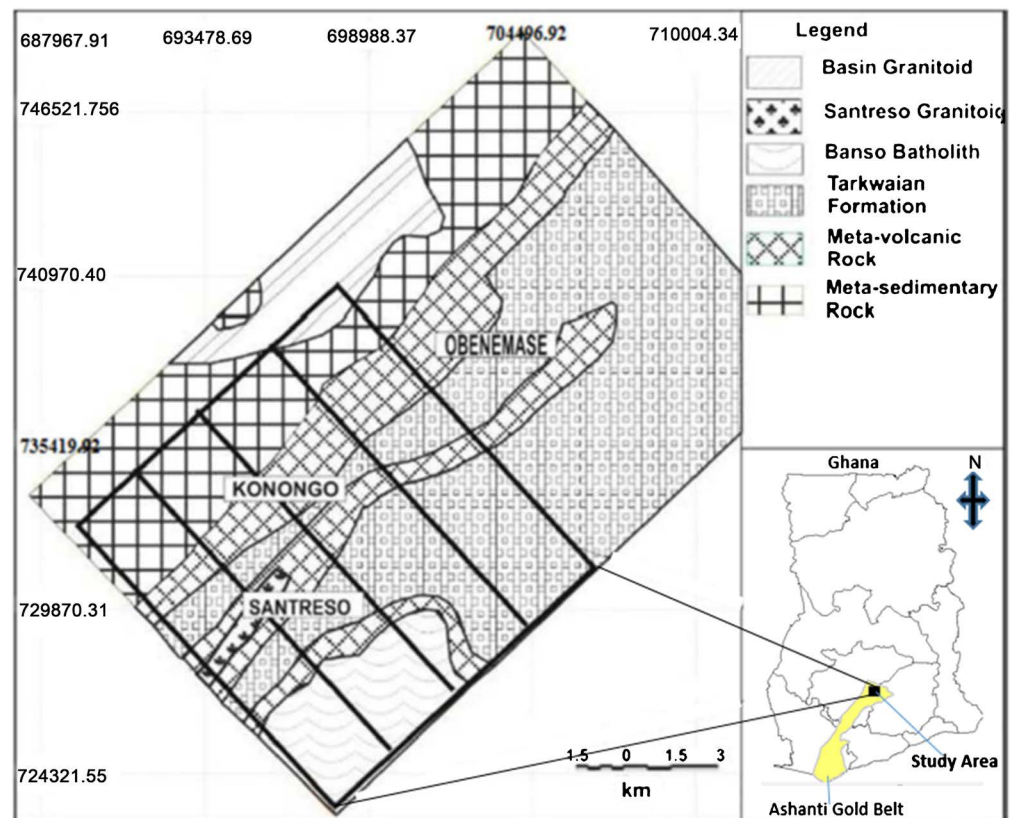 687967.91 693478.69 698988.37 704496.92 710004.34
746521.756
740970.40
735419.92
729870.31
724321.55
OBENEMASE
KONONGO
SANTRESO
1.5 0 1.5 3
km
Legend
Basin Granitoid
Santreso Granitoig
Banso Batholith
Tarkwaian
Formation
Meta-volcanic
Rock
Meta-sedimentary
Rock
Ghana
N
Study Area
Ashanti Gold Belt